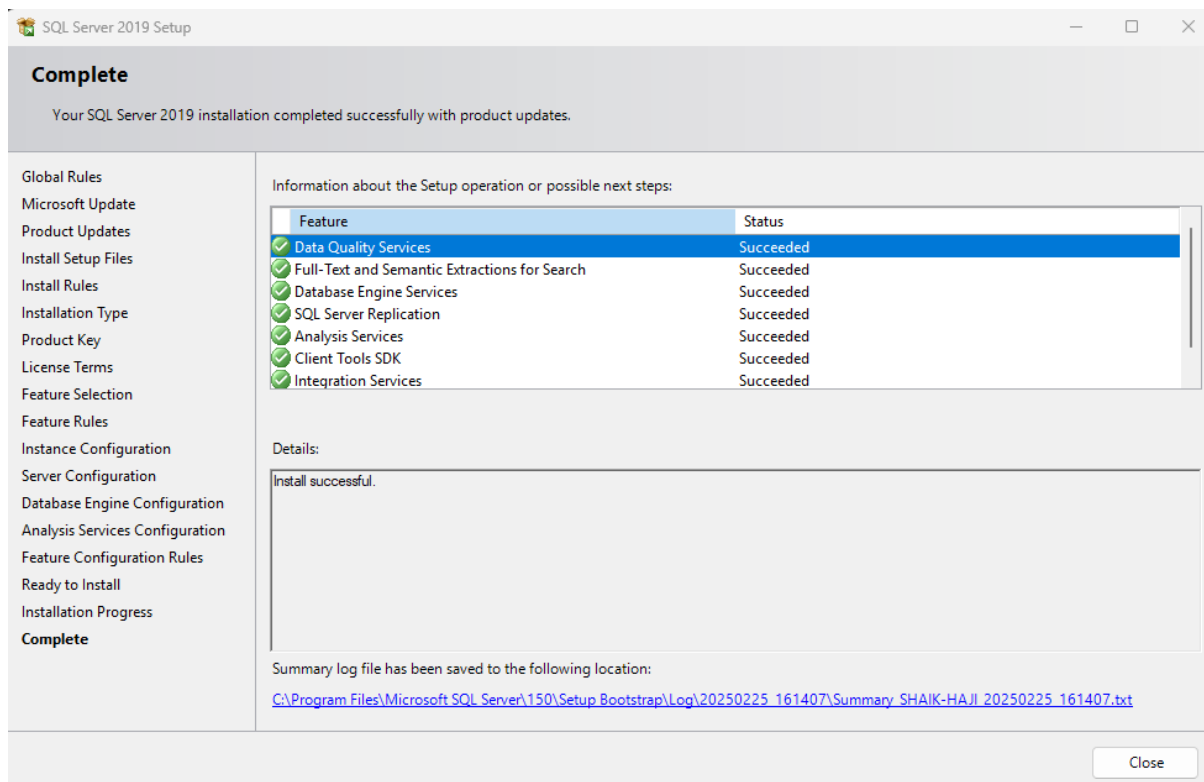 SQL Server 2019 Setup
Complete
Your SQL Server 2019 installation completed successfully with product updates.
Global Rules
Microsoft Update
Product Updates
Install Setup Files
Install Rules
Installation Type
Product Key
License Terms
Feature Selection
Feature Rules
Instance Configuration
Server Configuration
Database Engine Configuration
Analysis Services Configuration
Feature Configuration Rules
Ready to Install
Installation Progress
Complete
Information about the Setup operation or possible next steps:
Feature Status
Data Quality Services Succeeded
Full-Text and Semantic Extractions for Search Succeeded
Database Engine Services Succeeded
SQL Server Replication Succeeded
Analysis Services Succeeded
Client Tools SDK Succeeded
Integration Services Succeeded
Details:
Install successful.
Summary log file has been saved to the following location:
C:\Program Files\Microsoft SQL Server\150\Setup Bootstrap\Log\20250225_161407\Summary_SHAIK-HAJI_20250225_161407.txt
Close